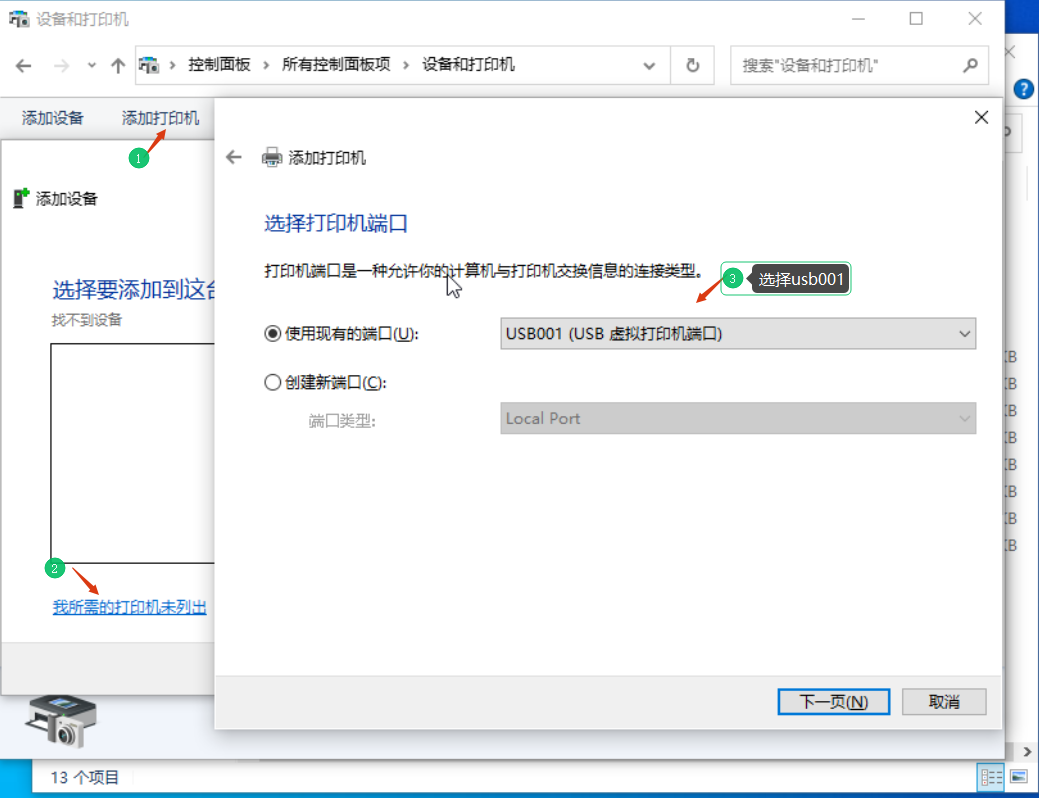 设备和打印机
控制面板 › 所有控制面板项 › 设备和打印机
搜索"设备和打印机"
添加设备
添加打印机
1
添加设备
选择要添加到这台
找不到设备
2
我所需的打印机未列出
添加打印机
选择打印机端口
打印机端口是一种允许你的计算机与打印机交换信息的连接类型。
3 选择usb001
使用现有的端口(U):
USB001 (USB 虚拟打印机端口)
创建新端口(C):
端口类型:
Local Port
下一页(N)
取消
?
KB
KB
KB
KB
KB
KB
KB
KB
13 个项目